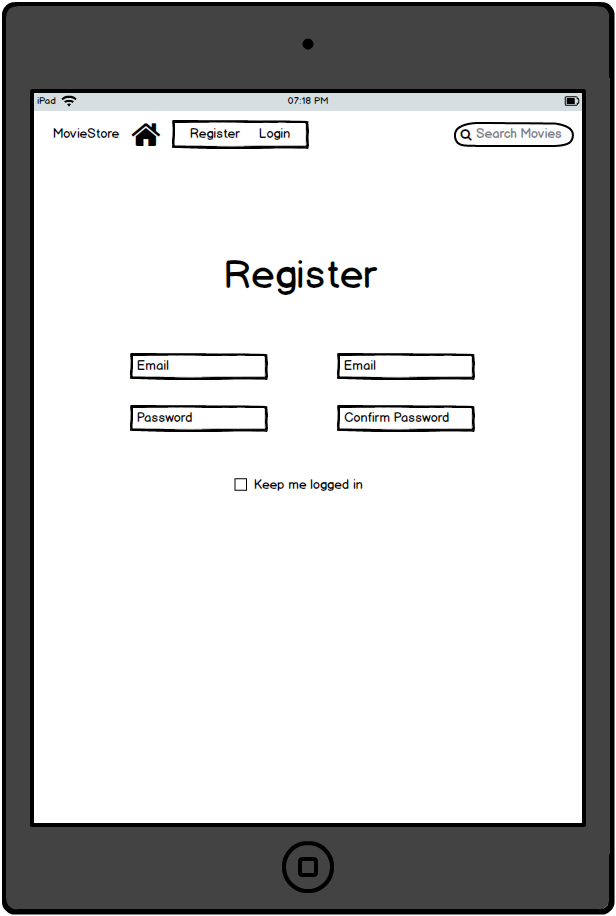 iPad 07:18 PM
MovieStore Register Login Search Movies
Register
Email Email
Password Confirm Password
Keep me logged in